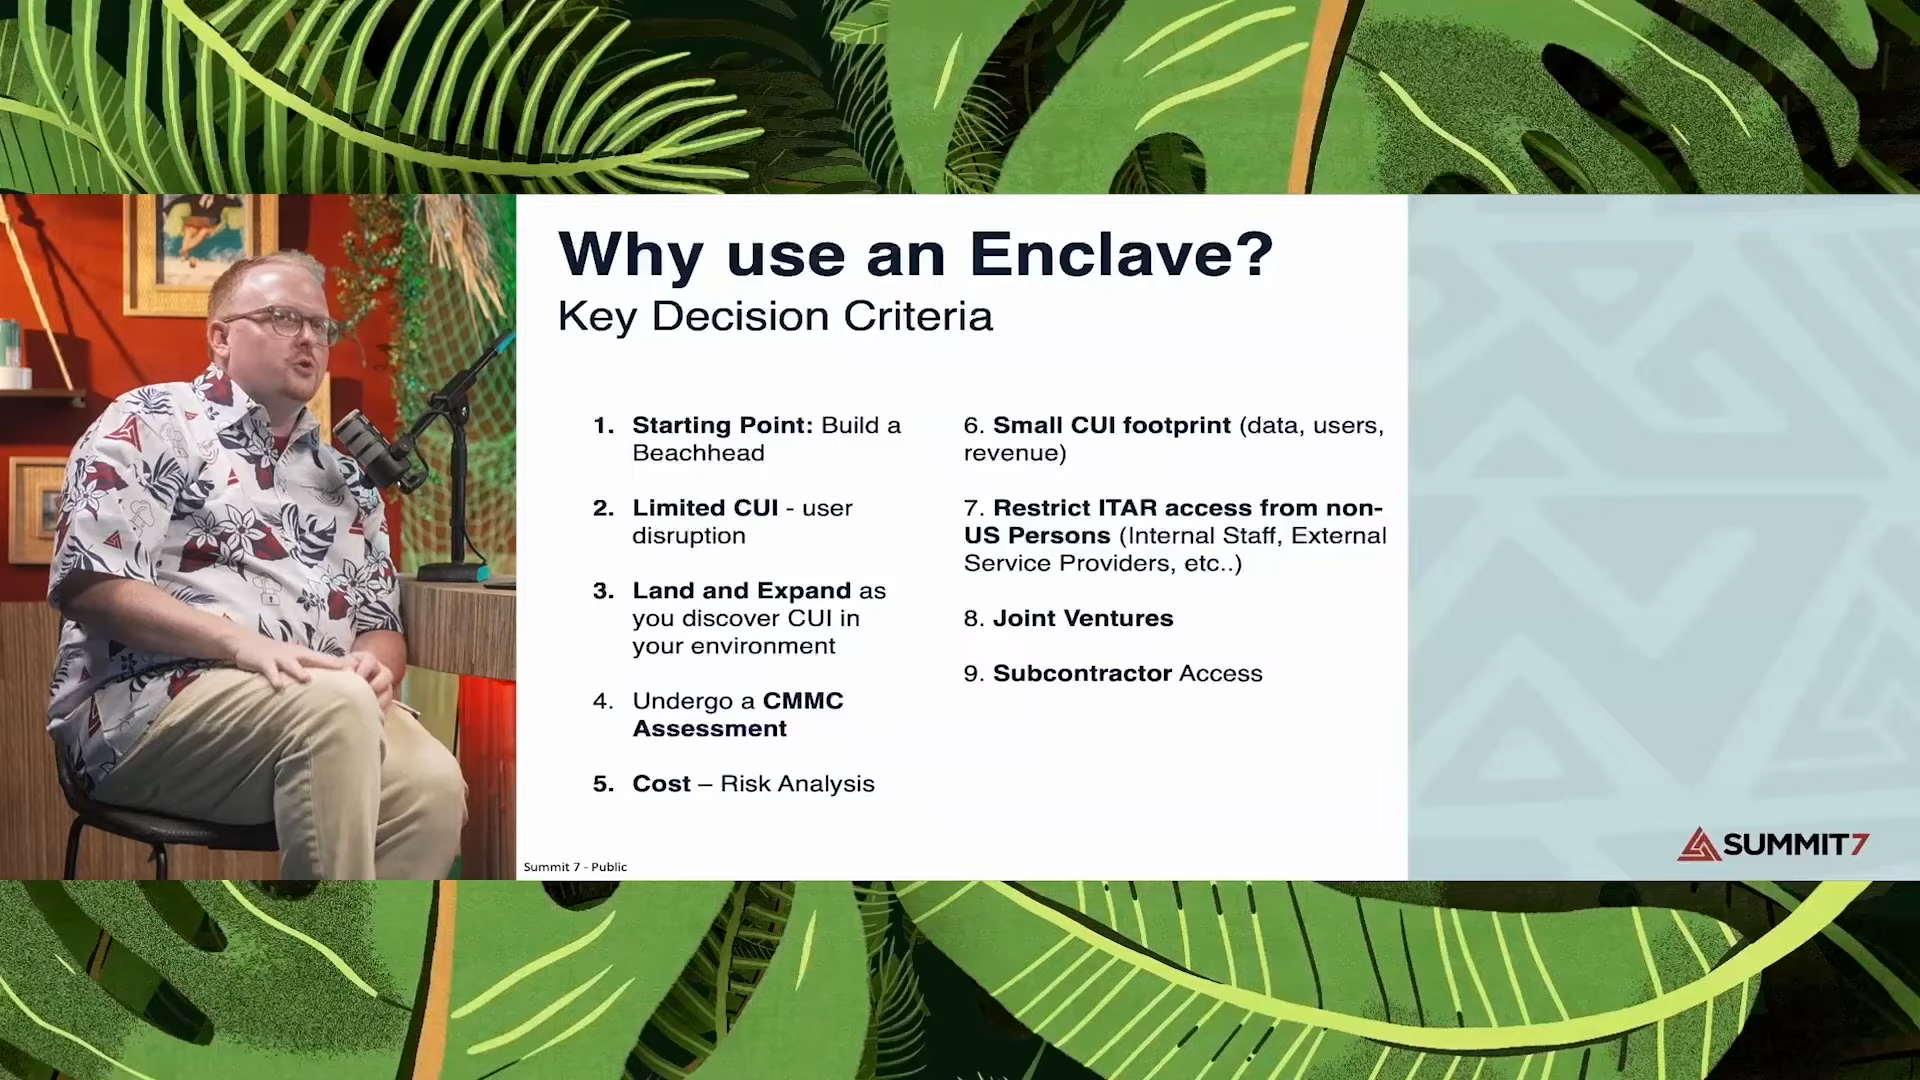 Why use an Enclave?
Key Decision Criteria
1. Starting Point: Build a
Beachhead
2. Limited CUI - user
disruption
3. Land and Expand as
you discover CUI in
your environment
4. Undergo a CMMC
Assessment
5. Cost – Risk Analysis
6. Small CUI footprint (data, users,
revenue)
7. Restrict ITAR access from non-
US Persons (Internal Staff, External
Service Providers, etc..)
8. Joint Ventures
9. Subcontractor Access
Summit 7 - Public
SUMMIT7